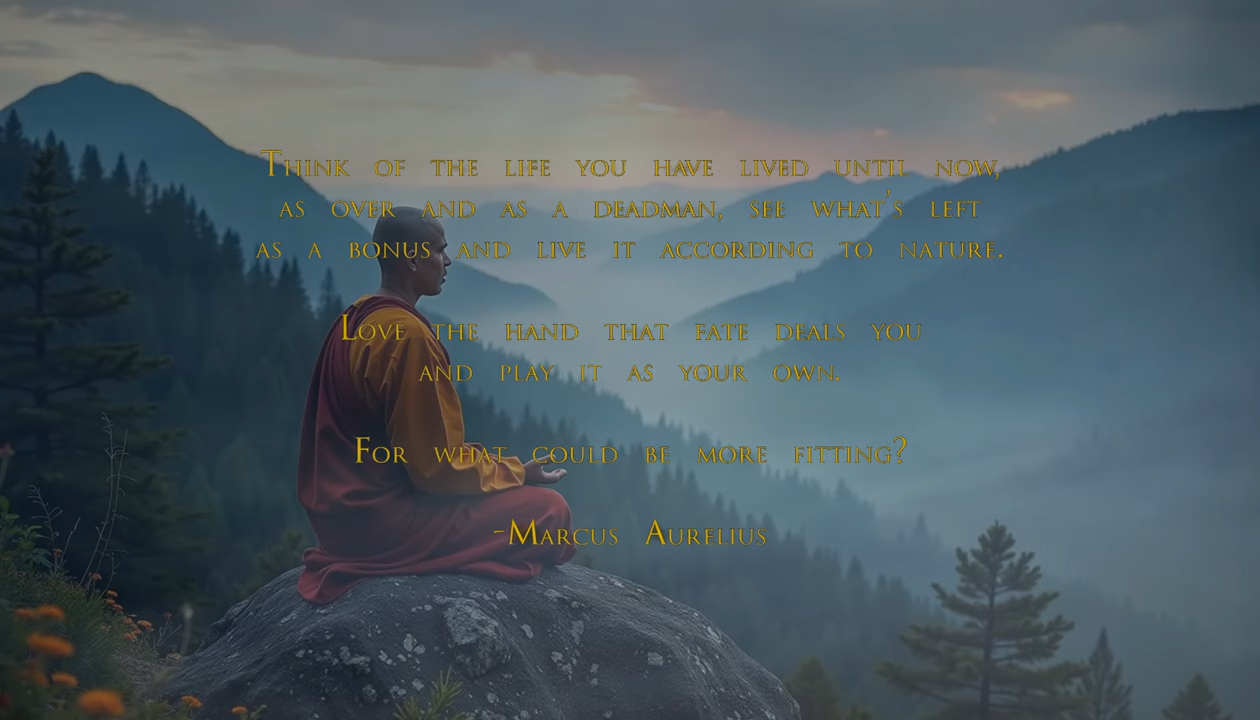 Think of the life you have lived until now,
as over and as a deadman, see what's left
as a bonus and live it according to nature.
Love the hand that fate deals you
and play it as your own.
For what could be more fitting?
-Marcus Aurelius